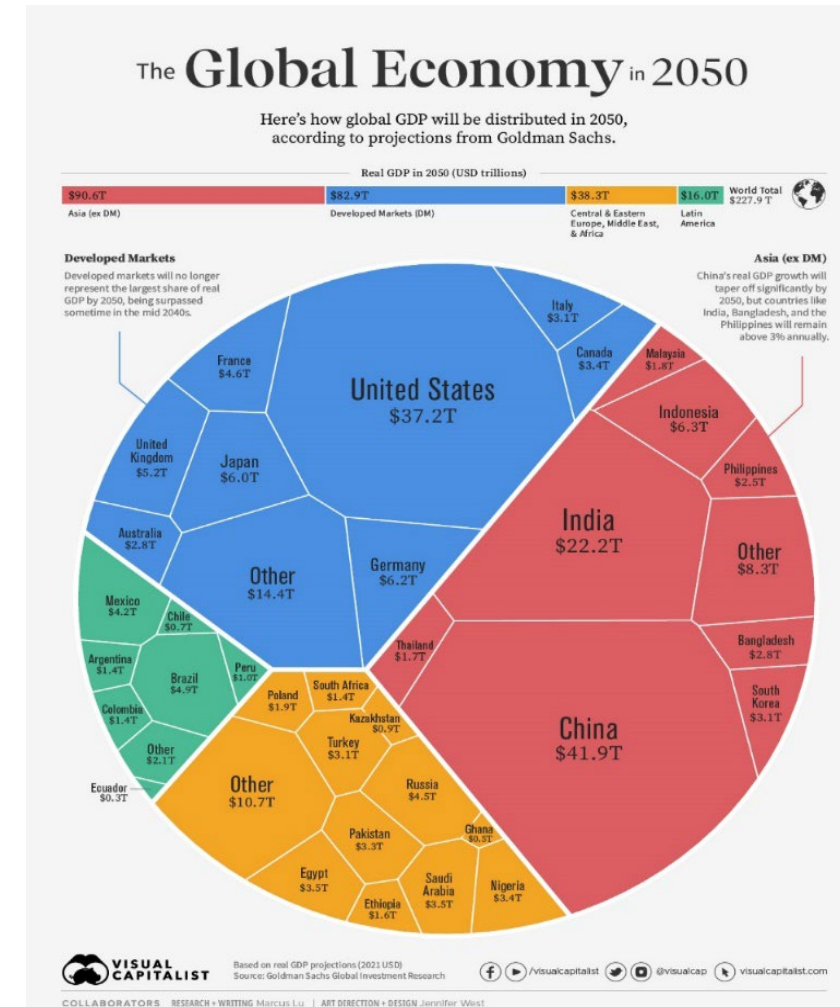 The Global Economy in 2050
Here's how global GDP will be distributed in 2050,
according to projections from Goldman Sachs.
Real GDP in 2050 (USD trillions)
$90.6T
$82.9T
$38.3T
$16.0T
World Total
$227.9 T
Asia (ex DM)
Developed Markets (DM)
Central & Eastern
Europe, Middle East,
& Africa
Latin
America
Developed Markets
Developed markets will no longer
represent the largest share of real
GDP by 2050, being surpassed
sometime in the mid 2040s.
Asia (ex DM)
China's real GDP growth will
taper off significantly by
2050, but countries like
India, Bangladesh, and the
Philippines will remain
above 3% annually.
Italy
$3.1T
Canada
$3.4T
France
$4.6T
United States
$37.2T
United
Kingdom
$5.2T
Japan
$6.0T
Australia
$2.8T
Other
$14.4T
Germany
$6.2T
Malaysia
$1.8T
Indonesia
$6.3T
Philippines
$2.5T
India
$22.2T
Other
$8.3T
Thailand
$1.7T
Bangladesh
$2.8T
South
Korea
$3.1T
China
$41.9T
Mexico
$4.2T
Chile
$0.7T
Argentina
$1.4T
Brazil
$4.9T
Peru
$1.0T
Colombia
$1.4T
Other
$2.1T
Ecuador
$0.3T
Poland
$1.9T
South Africa
$1.4T
Kazakhstan
$0.9T
Turkey
$3.1T
Other
$10.7T
Russia
$4.5T
Pakistan
$3.3T
Ghana
$0.5T
Egypt
$3.5T
Ethiopia
$1.6T
Saudi
Arabia
$3.5T
Nigeria
$3.4T
VISUAL
CAPITALIST
Based on real GDP projections (2021 USD)
Source: Goldman Sachs Global Investment Research
/visualcapitalist
@visualcap
visualcapitalist.com
COLLABORATORS RESEARCH + WRITING Marcus Lu | ART DIRECTION + DESIGN Jennifer West